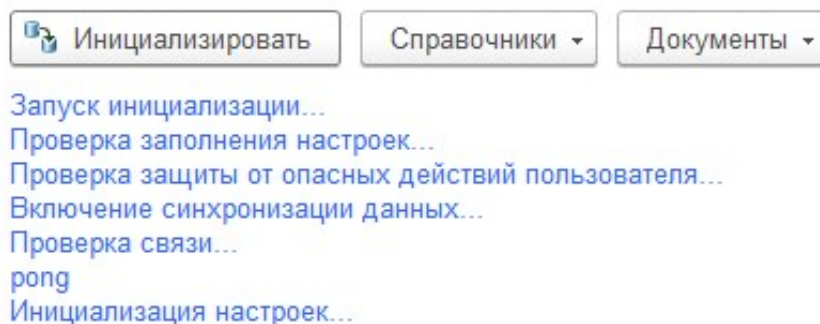 Инициализировать Справочники Документы
Запуск инициализации...
Проверка заполнения настроек...
Проверка защиты от опасных действий пользователя...
Включение синхронизации данных...
Проверка связи...
pong
Инициализация настроек...